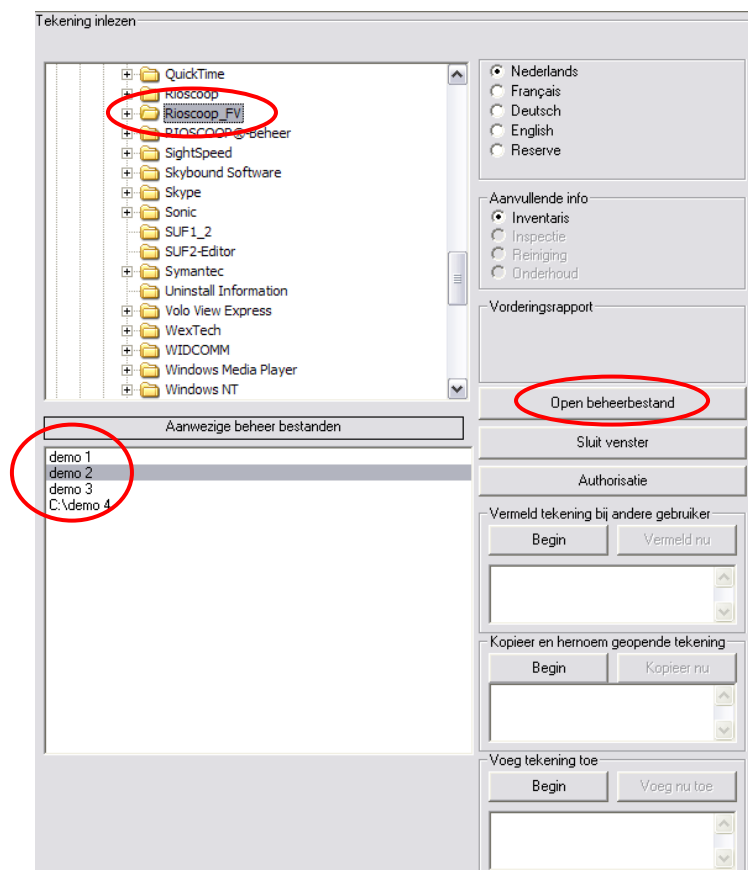 Tekening inlezen
QuickTime
Rioscoop
Rioscoop_FV
RIOSCOOP®-Beheer
SightSpeed
Skybound Software
Skype
Sonic
SUF1_2
SUF2-Editor
Symantec
Uninstall Information
Volo View Express
WexTech
WIDCOMM
Windows Media Player
Windows NT
Aanwezige beheer bestanden
demo 1
demo 2
demo 3
C:\demo 4
Nederlands
Français
Deutsch
English
Reserve
Aanvullende info
Inventaris
Inspectie
Reiniging
Onderhoud
Vorderingsrapport
Open beheerbestand
Sluit venster
Authorisatie
Vermeld tekening bij andere gebruiker
Begin
Vermeld nu
Kopieer en hernoem geopende tekening
Begin
Kopieer nu
Voeg tekening toe
Begin
Voeg nu toe